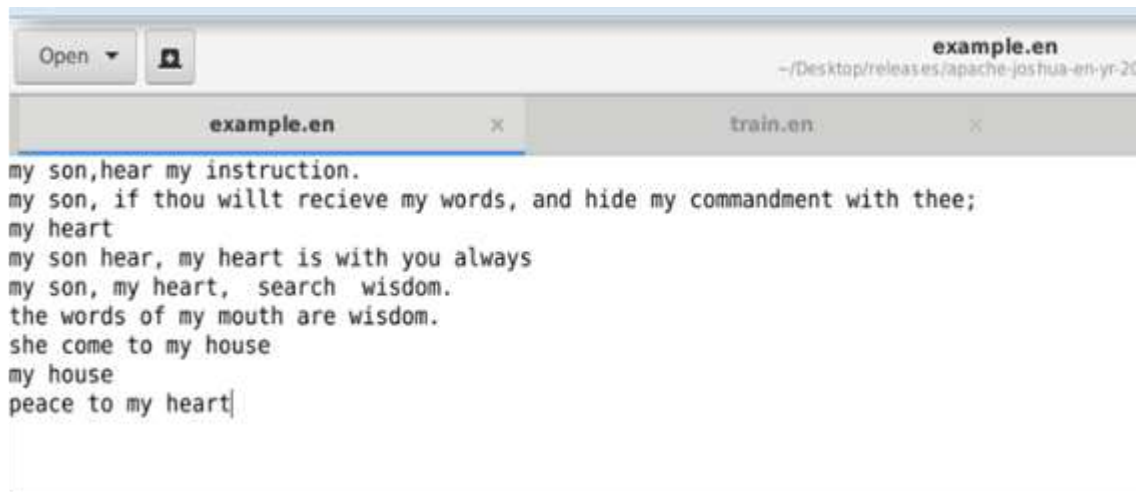 Open
example.en
~/Desktop/releases/apache-joshua-en-yr-20
example.en × train.en ×
my son,hear my instruction.
my son, if thou willt recieve my words, and hide my commandment with thee;
my heart
my son hear, my heart is with you always
my son, my heart,  search  wisdom.
the words of my mouth are wisdom.
she come to my house
my house
peace to my heart